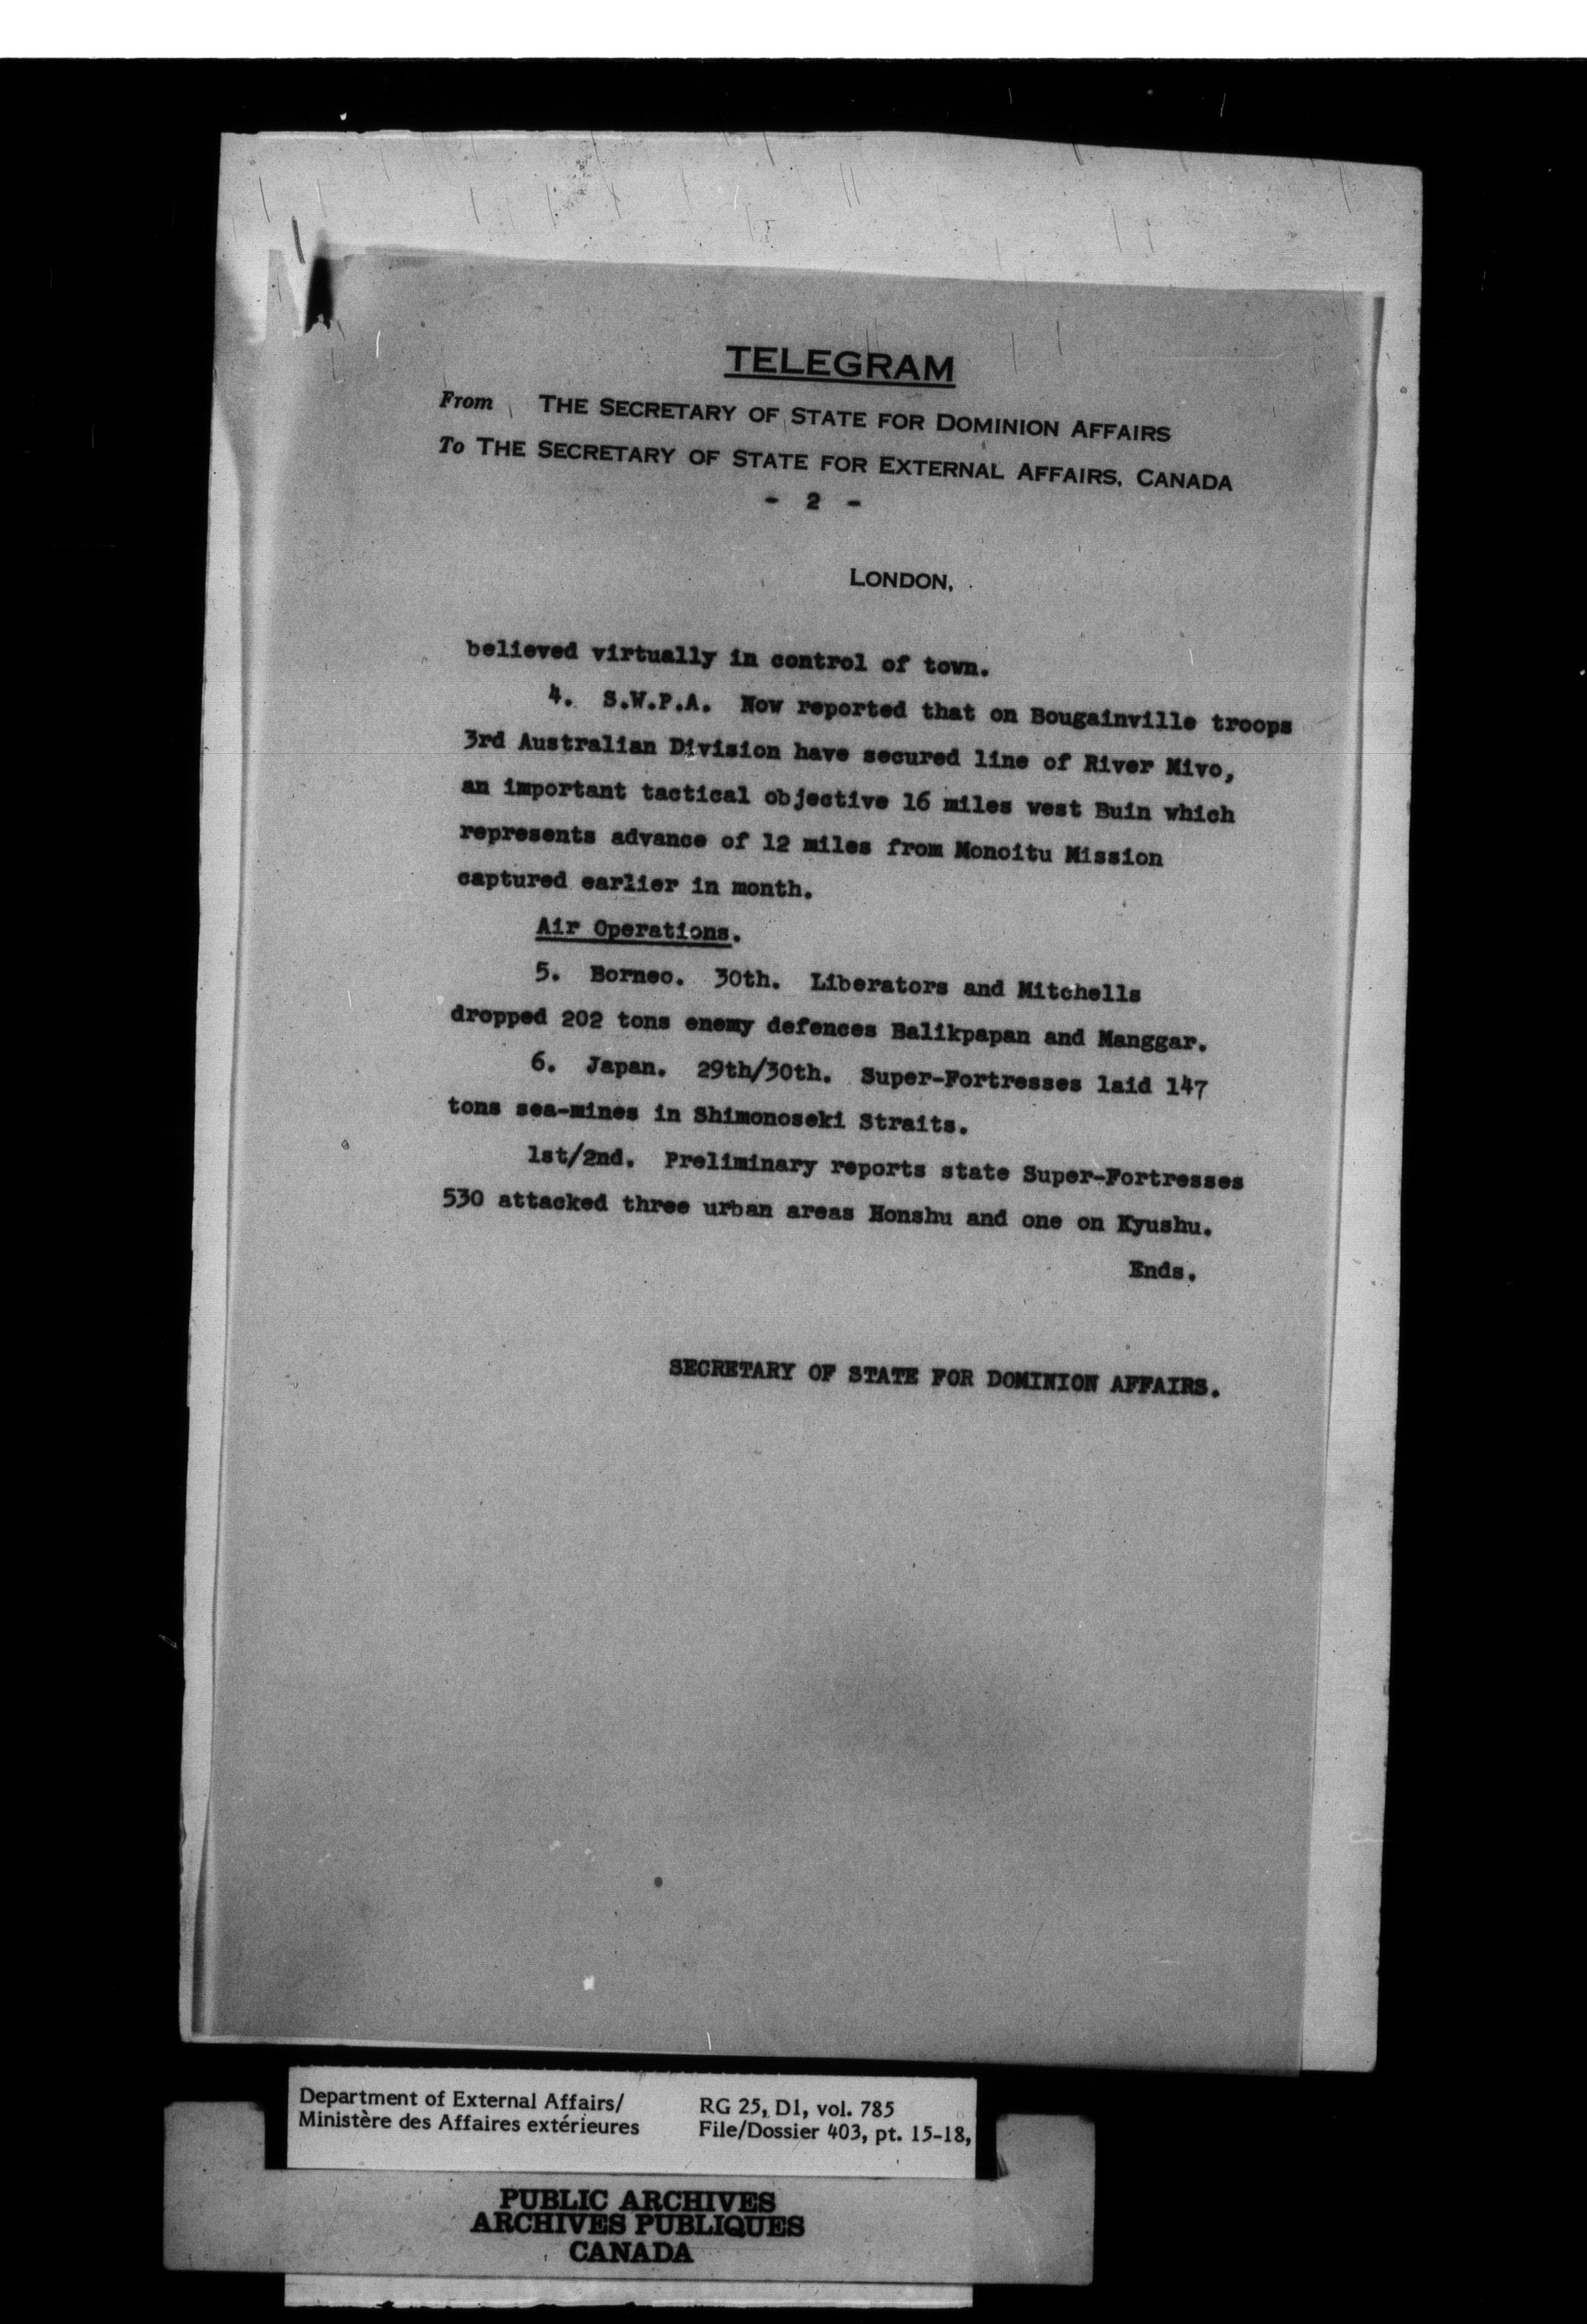 TELEGRAM
From THE SECRETARY OF STATE FOR DOMINION AFFAIRS
To THE SECRETARY OF STATE FOR EXTERNAL AFFAIRS, CANADA
- 2 -
LONDON,
believed virtually in control of town.
4. S.W.P.A. Now reported that on Bougainville troops
3rd Australian Division have secured line of River Mivo,
an important tactical objective 16 miles west Buin which
represents advance of 12 miles from Monoitu Mission
captured earlier in month.
Air Operations.
5. Borneo. 30th. Liberators and Mitchells
dropped 202 tons enemy defences Balikpapan and Manggar.
6. Japan. 29th/30th. Super-Fortresses laid 147
tons sea-mines in Shimonoseki Straits.
1st/2nd. Preliminary reports state Super-Fortresses
530 attacked three urban areas Honshu and one on Kyushu.
Ends.
SECRETARY OF STATE FOR DOMINION AFFAIRS.
Department of External Affairs/ RG 25, D1, vol. 785
Ministère des Affaires extérieures File/Dossier 403, pt. 15-18,
PUBLIC ARCHIVES
ARCHIVES PUBLIQUES
CANADA